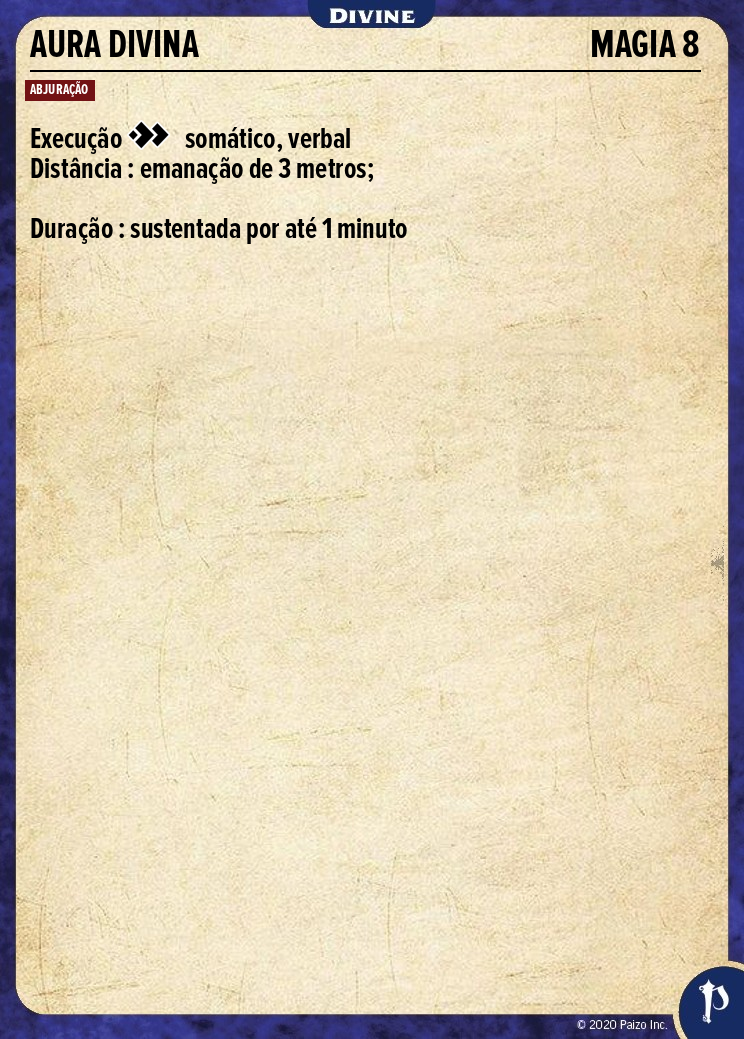 DIVINE
AURA DIVINA MAGIA 8
ABJURAÇÃO
Execução somático, verbal
Distância : emanação de 3 metros;
Duração : sustentada por até 1 minuto
© 2020 Paizo Inc.